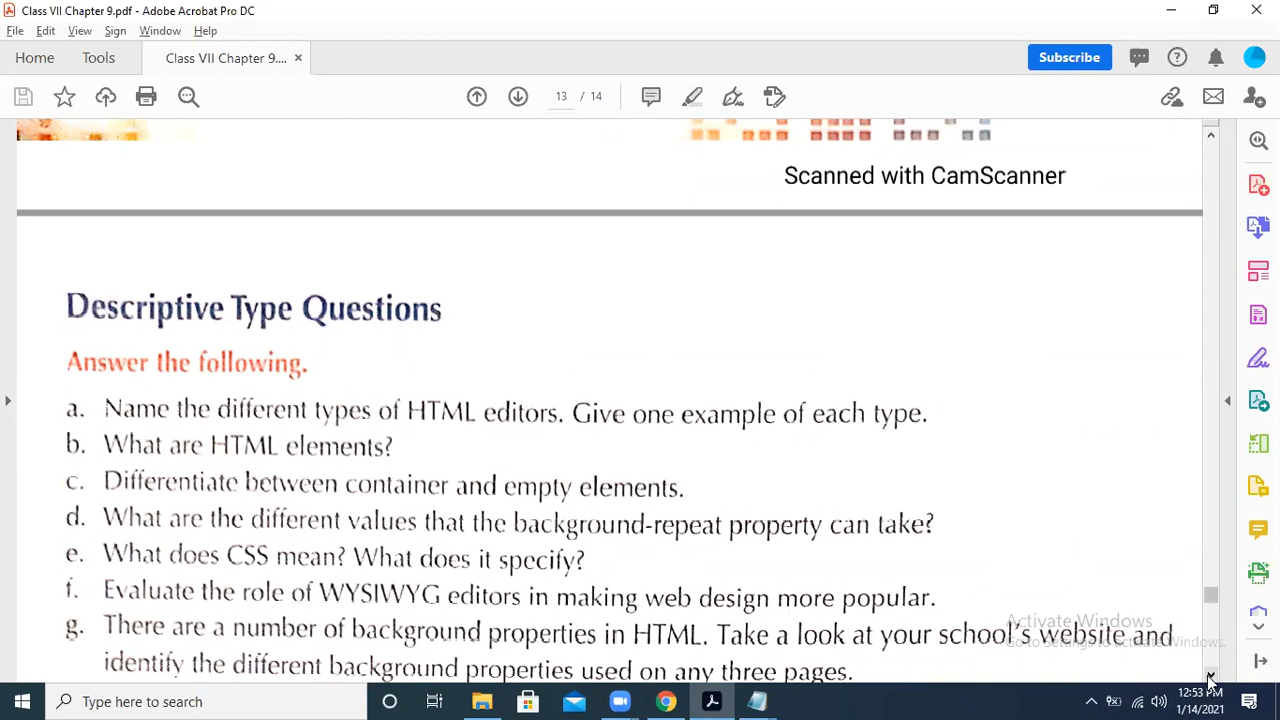 Class VII Chapter 9.pdf - Adobe Acrobat Pro DC
File Edit View Sign Window Help
Home Tools Class VII Chapter 9.... × Subscribe
13 / 14
Scanned with CamScanner
Descriptive Type Questions
Answer the following.
a. Name the different types of HTML editors. Give one example of each type.
b. What are HTML elements?
c. Differentiate between container and empty elements.
d. What are the different values that the background-repeat property can take?
e. What does CSS mean? What does it specify?
f. Evaluate the role of WYSIWYG editors in making web design more popular.
g. There are a number of background properties in HTML. Take a look at your school's website and
identify the different background properties used on any three pages.
Activate Windows
Go to Settings to activate Windows.
Type here to search
12:53 PM
1/14/2021